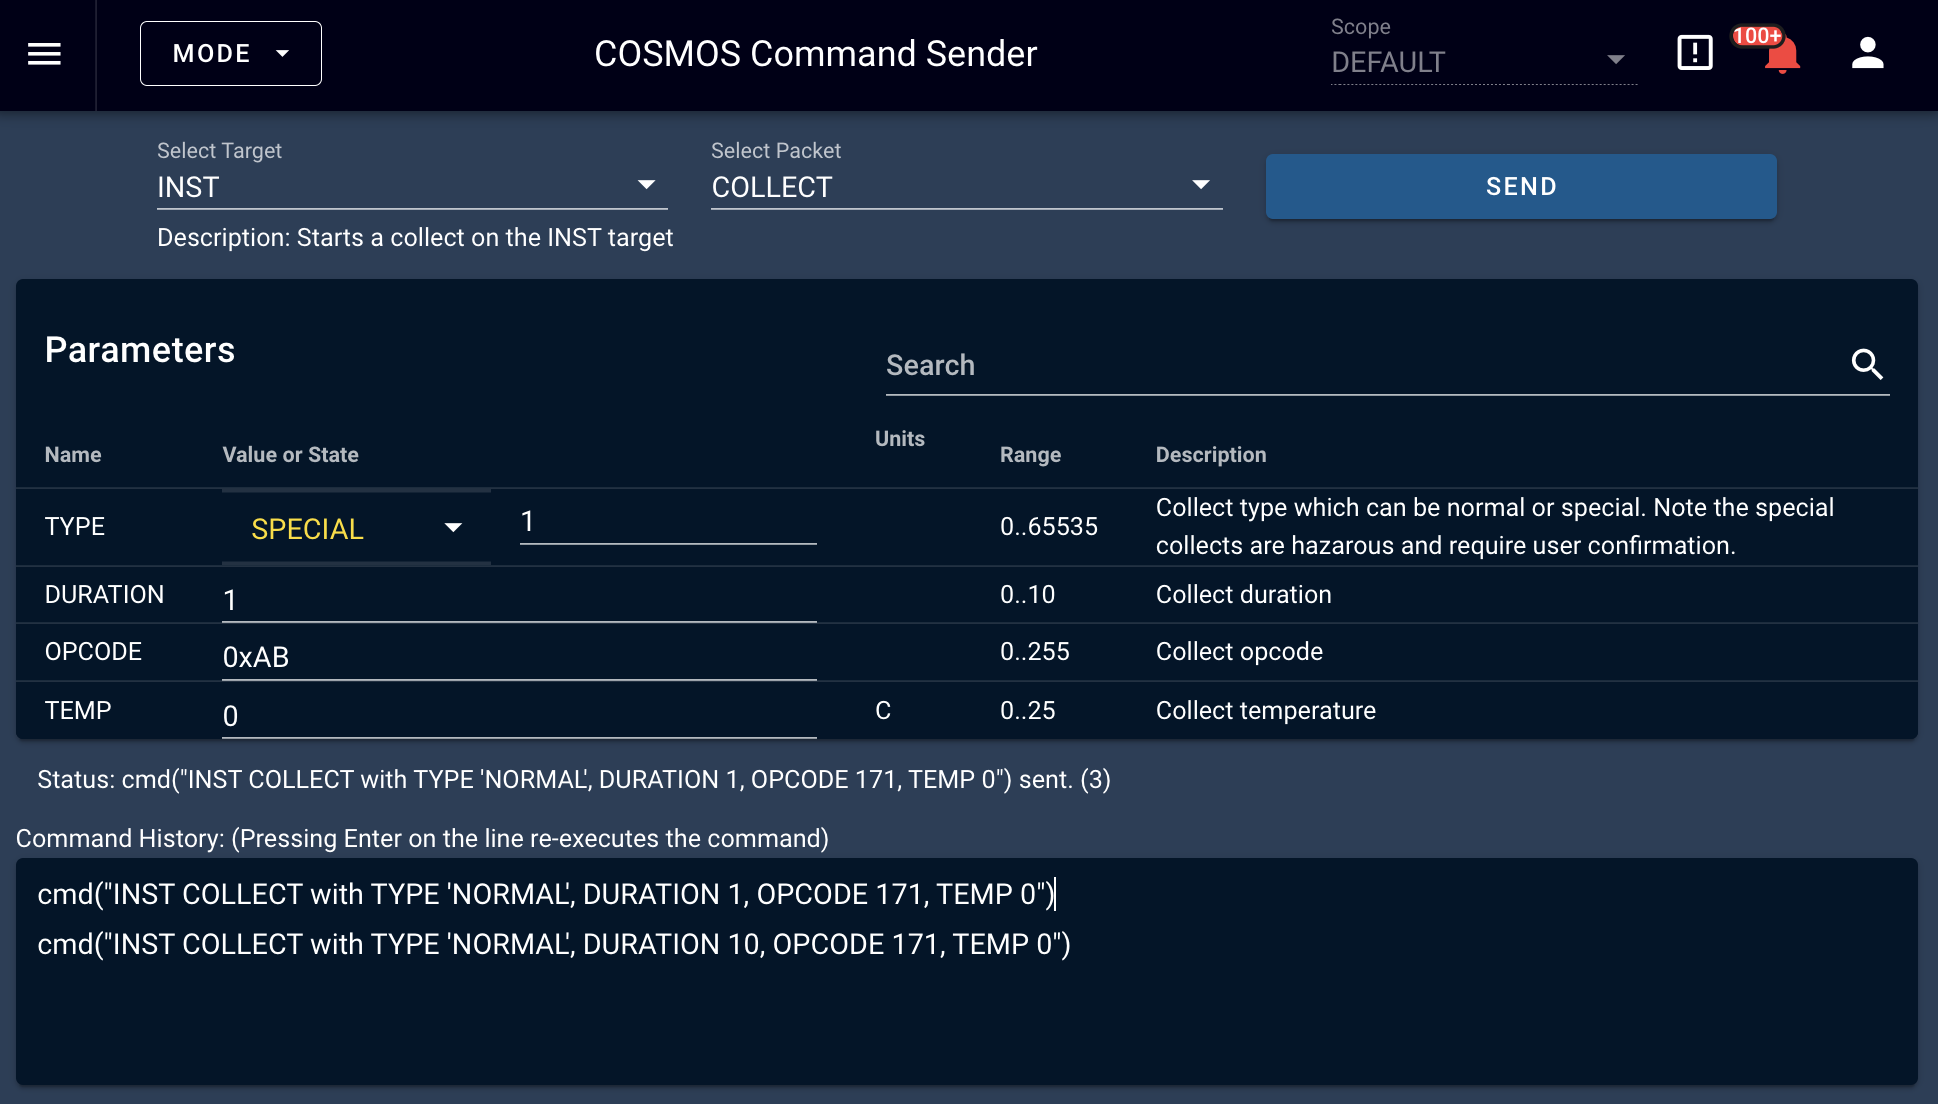 MODE
COSMOS Command Sender
Scope
DEFAULT
100+
Select Target
INST
Select Packet
COLLECT
SEND
Description: Starts a collect on the INST target
Parameters
Search
Name Value or State Units Range Description
TYPE SPECIAL 1 0..65535 Collect type which can be normal or special. Note the special
collects are hazarous and require user confirmation.
DURATION 1 0..10 Collect duration
OPCODE 0xAB 0..255 Collect opcode
TEMP 0 C 0..25 Collect temperature
Status: cmd("INST COLLECT with TYPE 'NORMAL', DURATION 1, OPCODE 171, TEMP 0") sent. (3)
Command History: (Pressing Enter on the line re-executes the command)
cmd("INST COLLECT with TYPE 'NORMAL', DURATION 1, OPCODE 171, TEMP 0")
cmd("INST COLLECT with TYPE 'NORMAL', DURATION 10, OPCODE 171, TEMP 0")